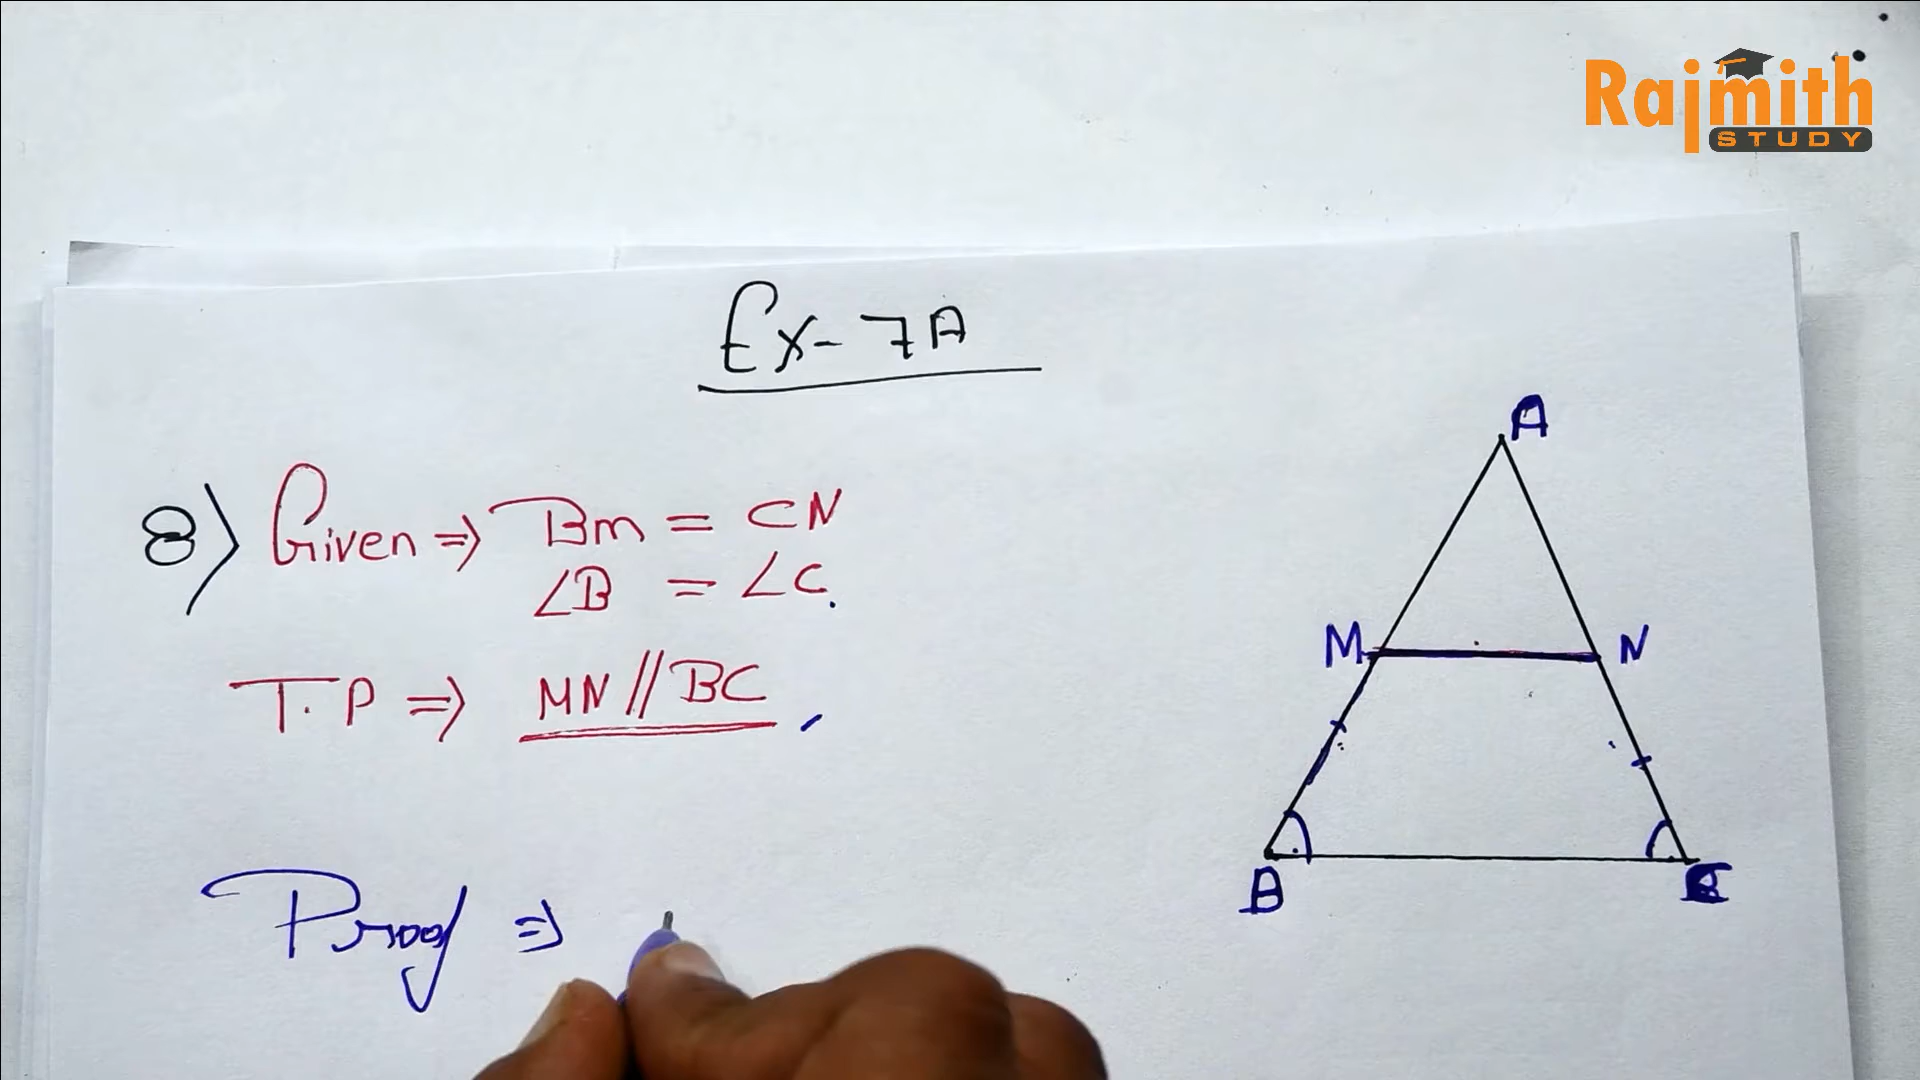 Rajmith
STUDY
Ex-7A
8) Given ⇒ Bm = CN
∠B = ∠C.
T.P ⇒ MN // BC
Proof ⇒
A
M
N
B
C